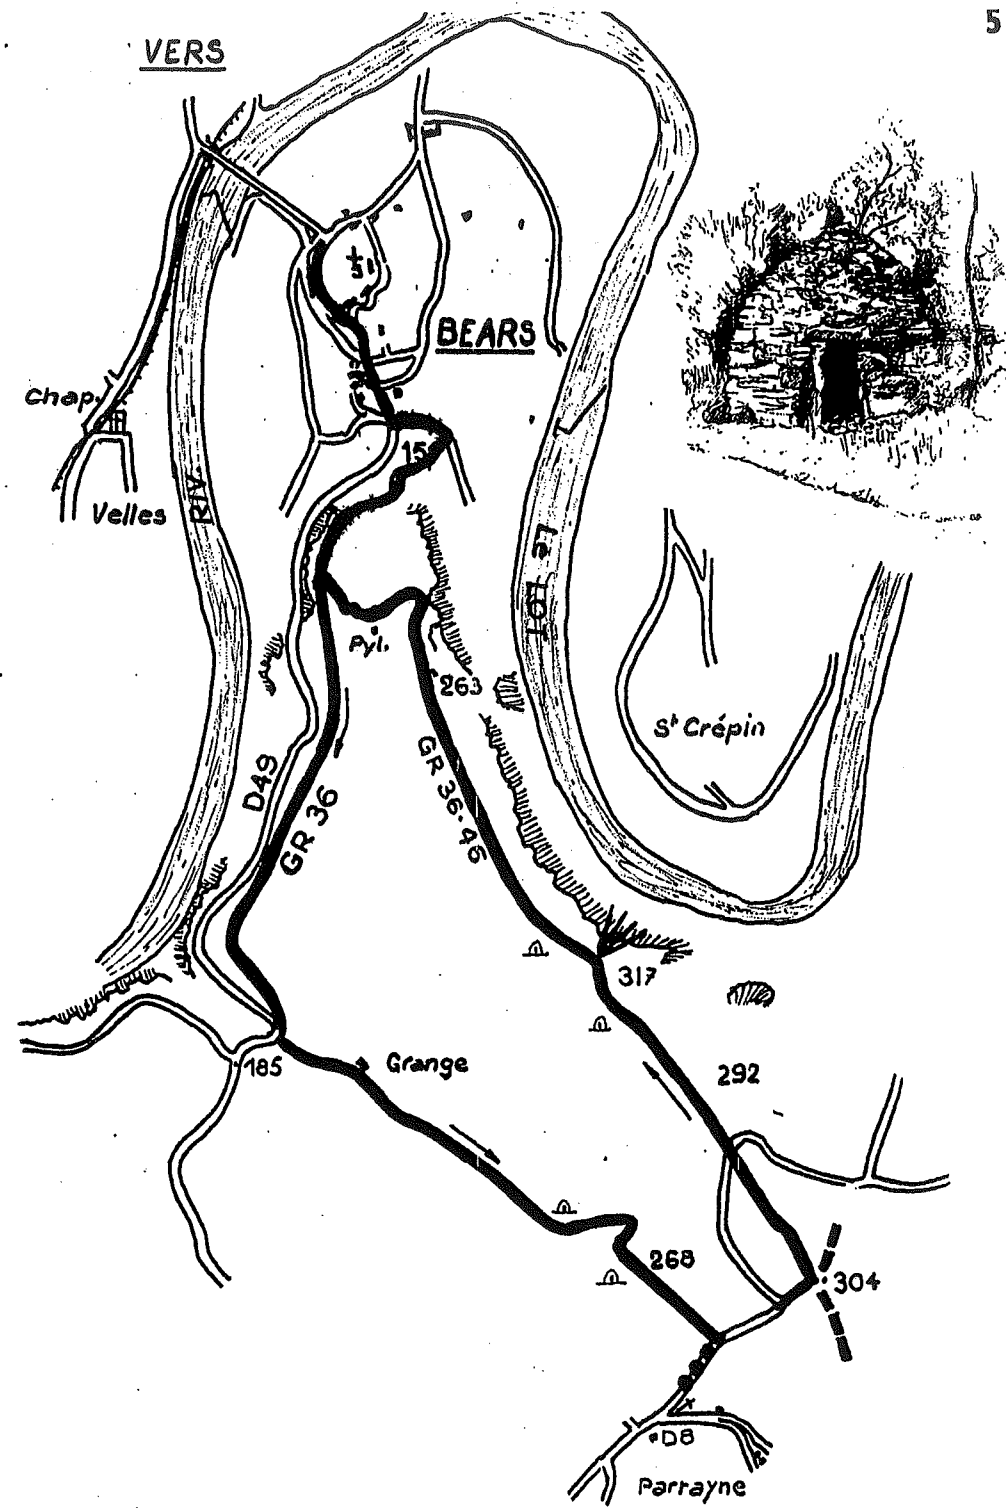 5
VERS
BEARS
Chap.
Velles
RIV.
Le LOT
Pyl.
263
St Crépin
D49
GR 36
GR 36-46
317
185
Grange
292
268
304
D8
Parrayne